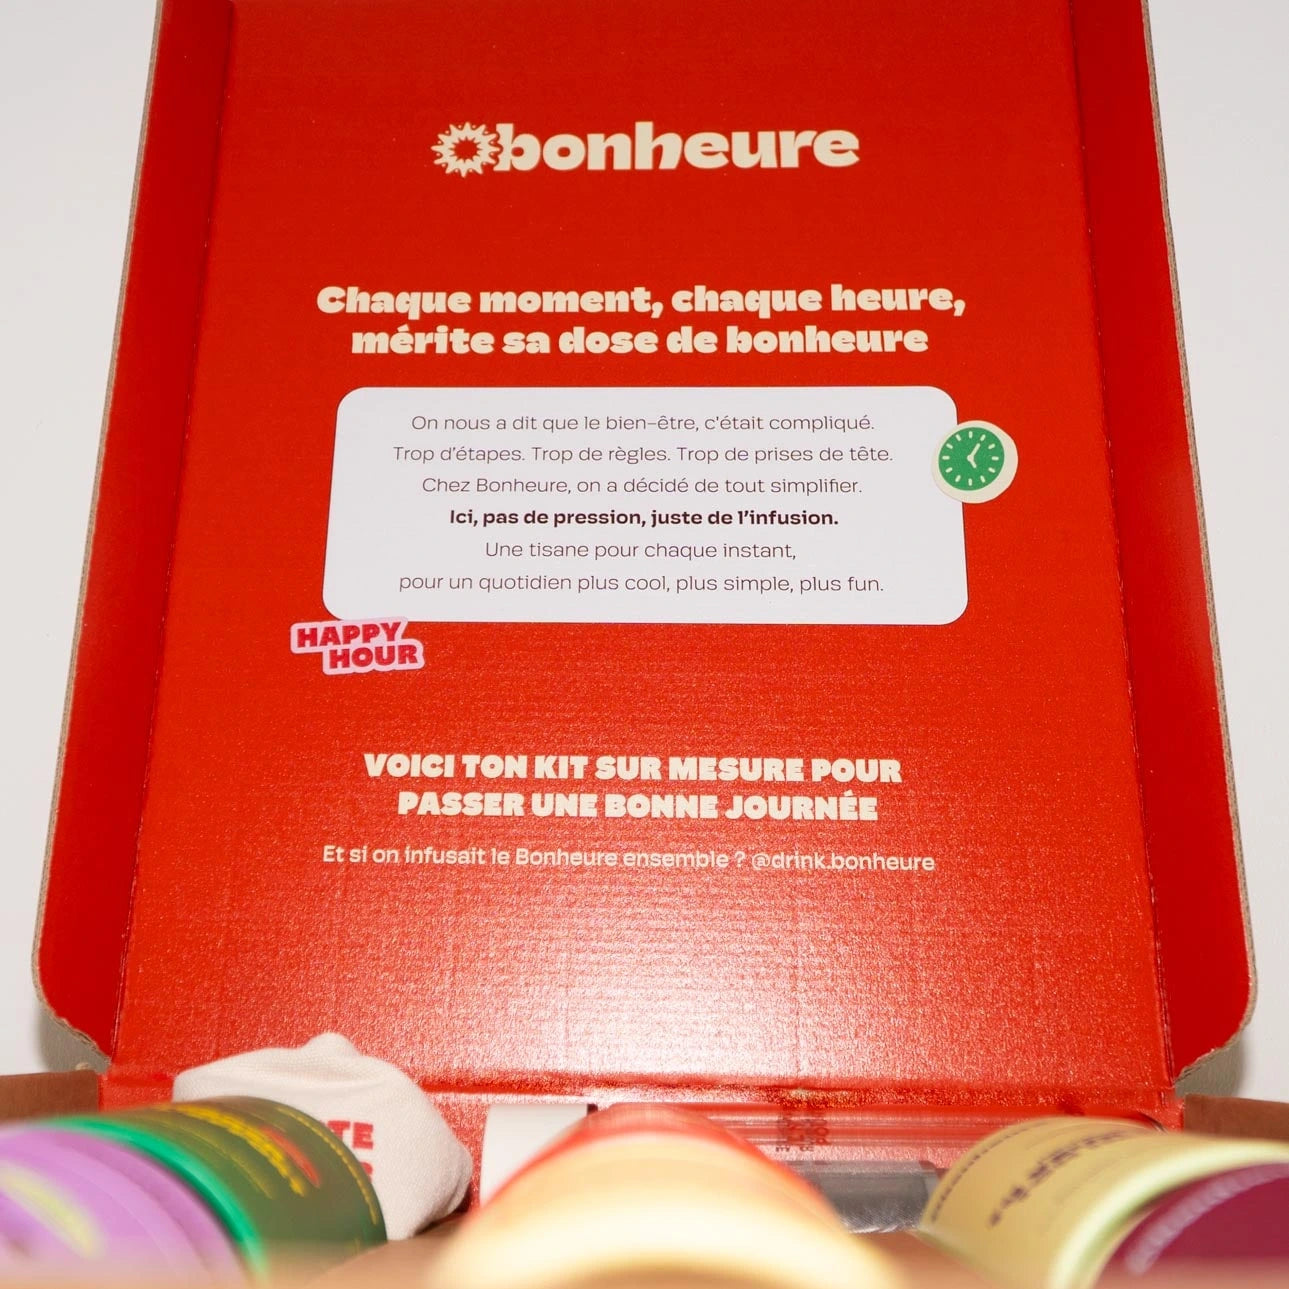 bonheure
Chaque moment, chaque heure,
mérite sa dose de bonheure
On nous a dit que le bien-être, c'était compliqué.
Trop d'étapes. Trop de règles. Trop de prises de tête.
Chez Bonheure, on a décidé de tout simplifier.
Ici, pas de pression, juste de l'infusion.
Une tisane pour chaque instant,
pour un quotidien plus cool, plus simple, plus fun.
HAPPY
HOUR
VOICI TON KIT SUR MESURE POUR
PASSER UNE BONNE JOURNÉE
Et si on infusait le Bonheure ensemble ? @drink.bonheure